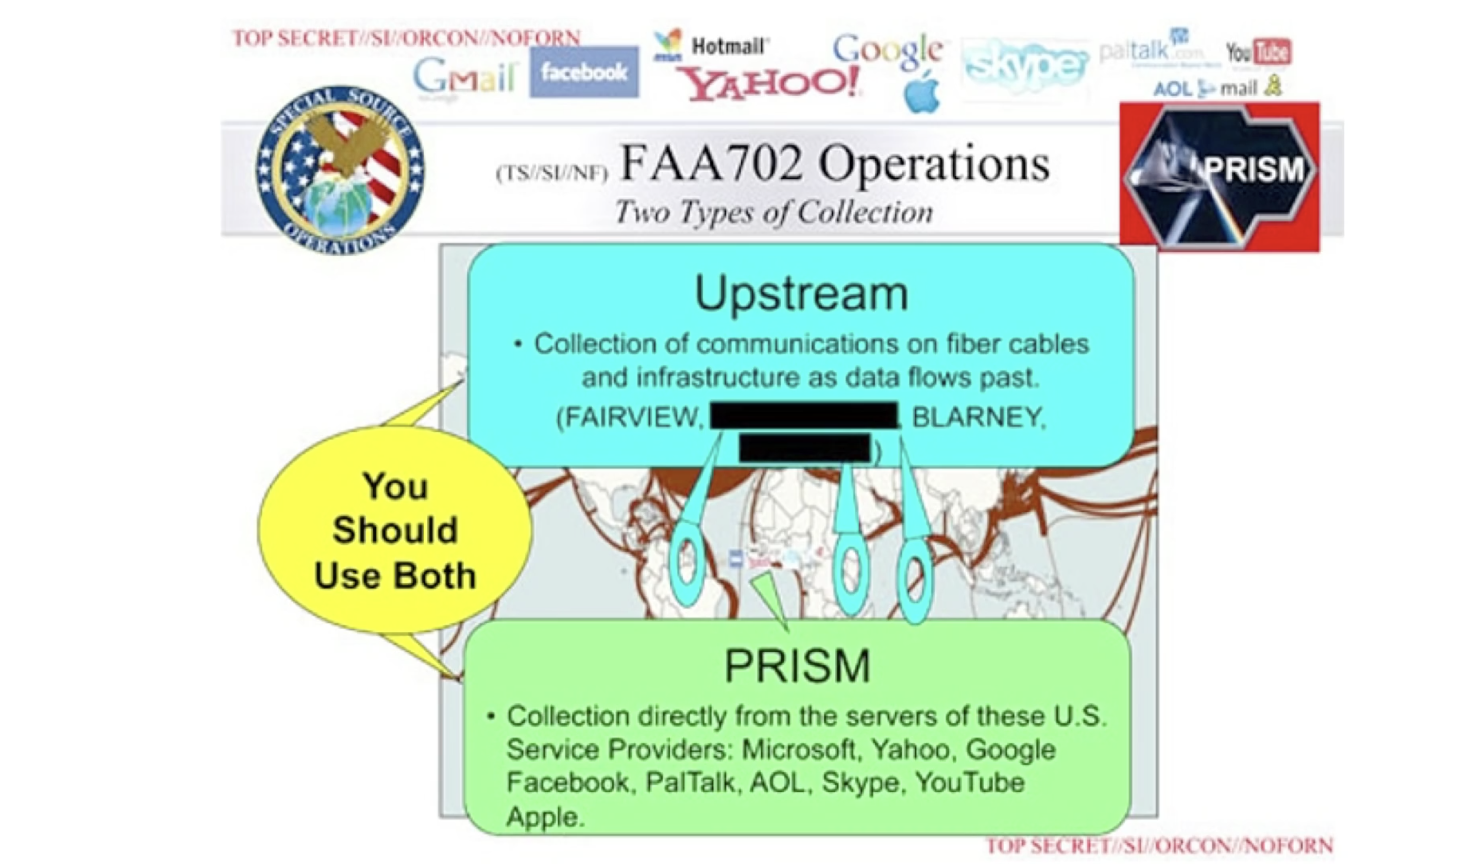 TOP SECRET//SI//ORCON//NOFORN
Gmail
facebook
msn Hotmail
YAHOO!
Google
skype
paltalk.com
YouTube
AOL mail
SPECIAL SOURCE
OPERATIONS
(TS//SI//NF) FAA702 Operations
Two Types of Collection
PRISM
Upstream
• Collection of communications on fiber cables
and infrastructure as data flows past.
(FAIRVIEW, , BLARNEY,
)
You
Should
Use Both
PRISM
• Collection directly from the servers of these U.S.
Service Providers: Microsoft, Yahoo, Google
Facebook, PalTalk, AOL, Skype, YouTube
Apple.
TOP SECRET//SI//ORCON//NOFORN